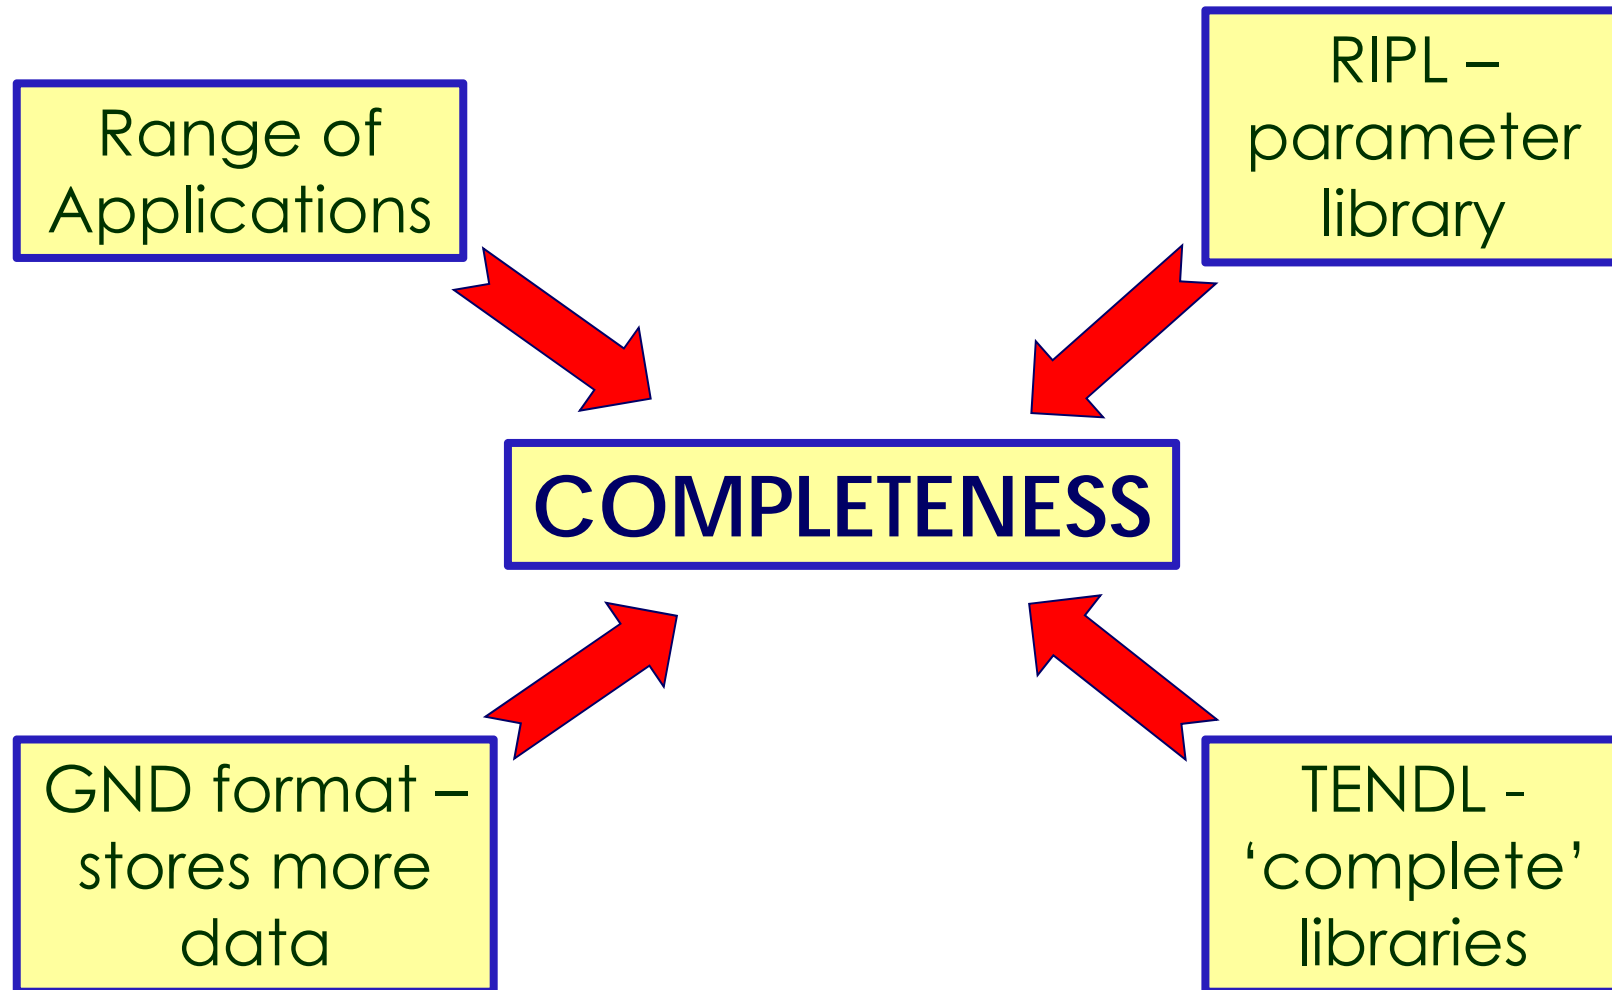 Range of
Applications
RIPL –
parameter
library
COMPLETENESS
GND format –
stores more
data
TENDL -
‘complete’
libraries